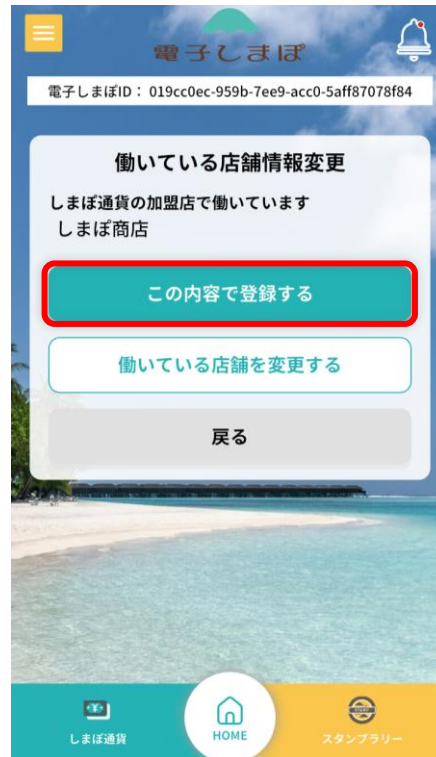 電子しまぽ
電子しまぽID： 019cc0ec-959b-7ee9-acc0-5aff87078f84
働いている店舗情報変更
しまぽ通貨の加盟店で働いています
しまぽ商店
この内容で登録する
働いている店舗を変更する
戻る
しまぽ通貨
HOME
スタンプラリー